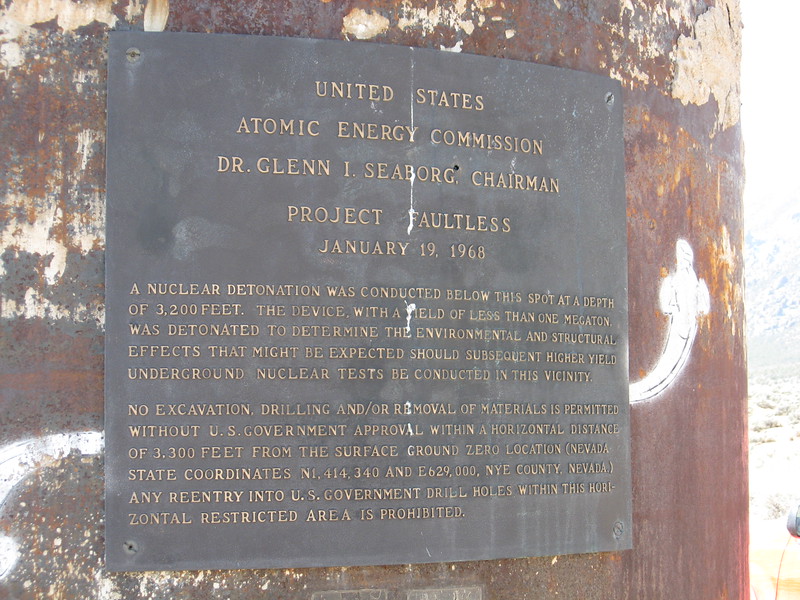 UNITED STATES
ATOMIC ENERGY COMMISSION
DR. GLENN I. SEABORG, CHAIRMAN
PROJECT FAULTLESS
JANUARY 19, 1968
A NUCLEAR DETONATION WAS CONDUCTED BELOW THIS SPOT AT A DEPTH
OF 3,200 FEET. THE DEVICE, WITH A YIELD OF LESS THAN ONE MEGATON,
WAS DETONATED TO DETERMINE THE ENVIRONMENTAL AND STRUCTURAL
EFFECTS THAT MIGHT BE EXPECTED SHOULD SUBSEQUENT HIGHER YIELD
UNDERGROUND NUCLEAR TESTS BE CONDUCTED IN THIS VICINITY.
NO EXCAVATION, DRILLING AND/OR REMOVAL OF MATERIALS IS PERMITTED
WITHOUT U.S. GOVERNMENT APPROVAL WITHIN A HORIZONTAL DISTANCE
OF 3,300 FEET FROM THE SURFACE GROUND ZERO LOCATION (NEVADA
STATE COORDINATES N1,414,340 AND E629,000, NYE COUNTY, NEVADA.)
ANY REENTRY INTO U.S. GOVERNMENT DRILL HOLES WITHIN THIS HORI-
ZONTAL RESTRICTED AREA IS PROHIBITED.